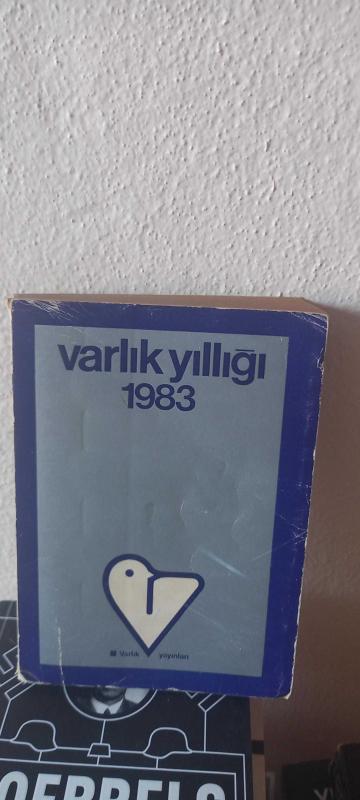 varlık yıllığı
1983
Varlık yayınları
OEBBELS